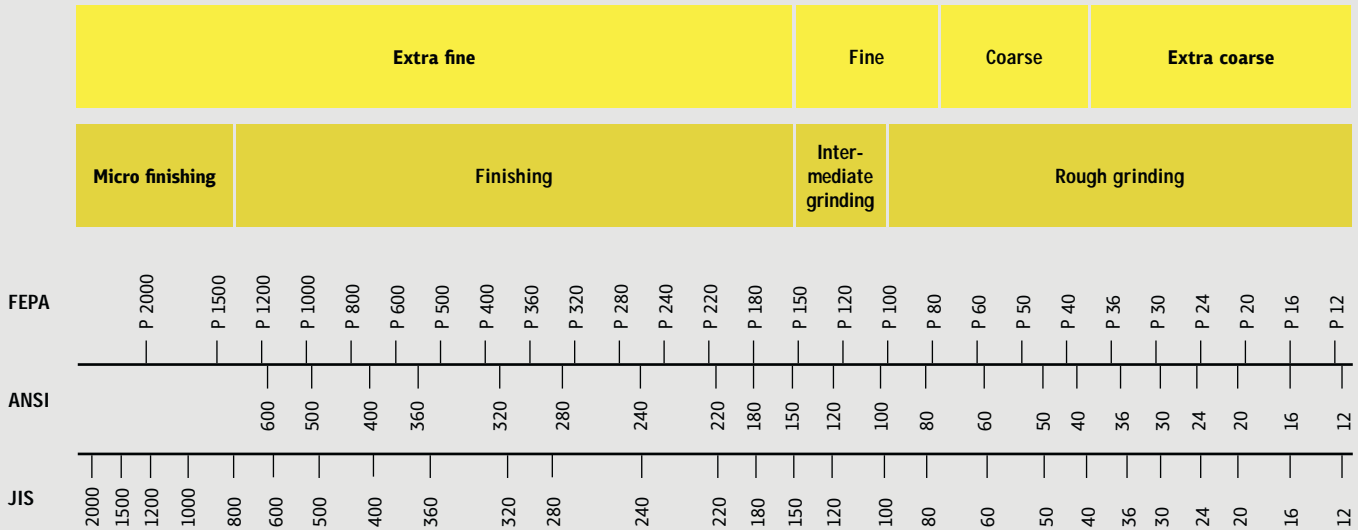 Extra fine Fine Coarse Extra coarse
Micro finishing Finishing Inter-
mediate
grinding Rough grinding
FEPA P 2000 P 1500 P 1200 P 1000 P 800 P 600 P 500 P 400 P 360 P 320 P 280 P 240 P 220 P 180 P 150 P 120 P 100 P 80 P 60 P 50 P 40 P 36 P 30 P 24 P 20 P 16 P 12
ANSI 600 500 400 360 320 280 240 220 180 150 120 100 80 60 50 40 36 30 24 20 16 12
JIS 2000 1500 1200 1000 800 600 500 400 360 320 280 240 220 180 150 120 100 80 60 50 40 36 30 24 20 16 12